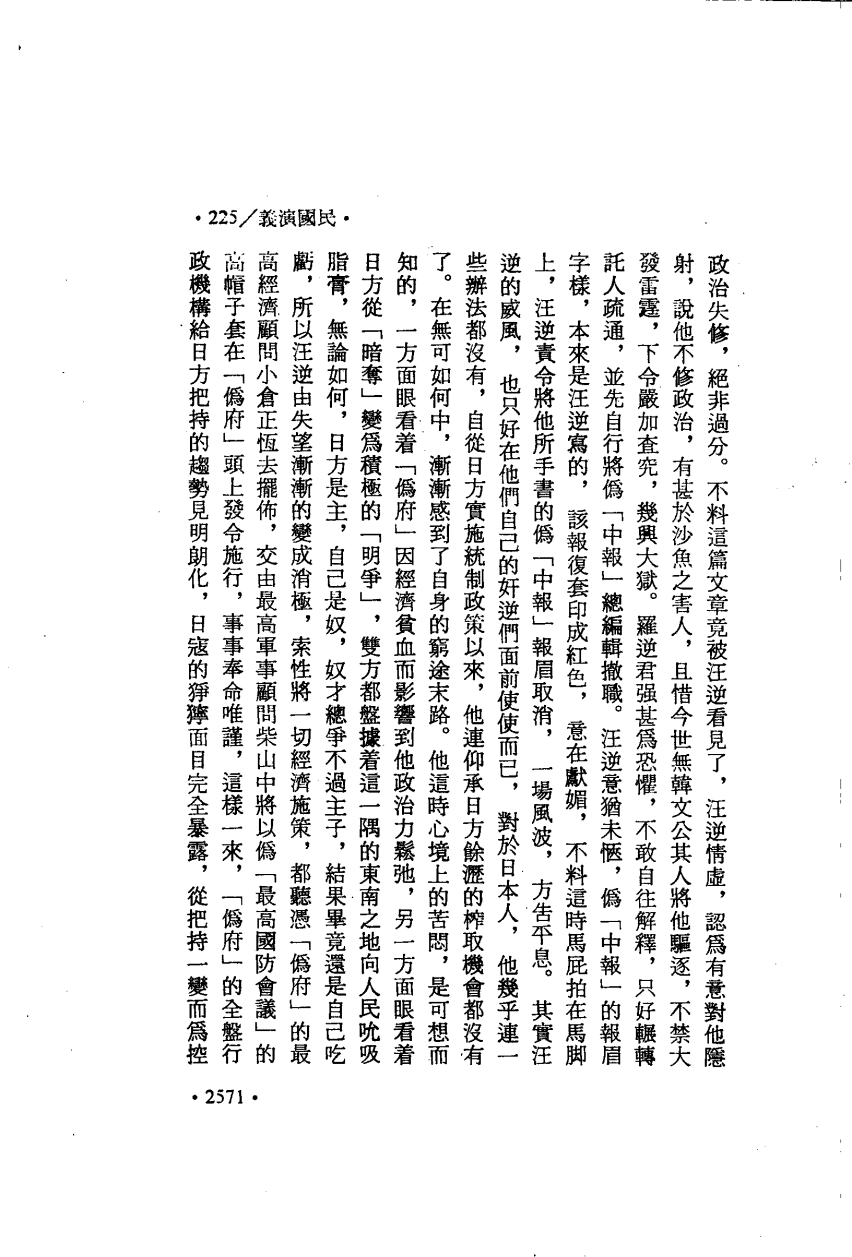 •225/義演國民•
政治失修，絕非過分。不料這篇文章竟被汪逆看見了，汪逆情虛，認爲有意對他隱
射，說他不修政治，有甚於沙魚之害人，且惜今世無韓文公其人將他驅逐，不禁大
發雷霆，下令嚴加查究，幾興大獄。羅逆君强甚爲恐懼，不敢自往解釋，只好輾轉
託人疏通，並先自行將僞「中報」總編輯撤職。汪逆意猶未愜，僞「中報」的報眉
字樣，本來是汪逆寫的，該報復套印成紅色，意在獻媚，不料這時馬屁拍在馬脚
上，汪逆責令將他所手書的僞「中報」報眉取消，一場風波，方吿平息。其實汪
逆的威風，也只好在他們自己的奸逆們面前使使而已，對於日本人，他幾乎連一
些辦法都沒有，自從日方實施統制政策以來，他連仰承日方餘瀝的榨取機會都沒有
了。在無可如何中，漸漸感到了自身的窮途末路。他這時心境上的苦悶，是可想而
知的，一方面眼看着「僞府」因經濟貧血而影響到他政治力鬆弛，另一方面眼看着
日方從「暗奪」變爲積極的「明爭」，雙方都盤據着這一隅的東南之地向人民吮吸
脂膏，無論如何，日方是主，自己是奴，奴才總爭不過主子，結果畢竟還是自己吃
虧，所以汪逆由失望漸漸的變成消極，索性將一切經濟施策，都聽憑「僞府」的最
高經濟顧問小倉正恆去擺佈，交由最高軍事顧問柴山中將以僞「最高國防會議」的
高帽子套在「僞府」頭上發令施行，事事奉命唯謹，這樣一來，「僞府」的全盤行
政機構給日方把持的趨勢見明朗化，日寇的猙獰面目完全暴露，從把持一變而爲控
•2571•